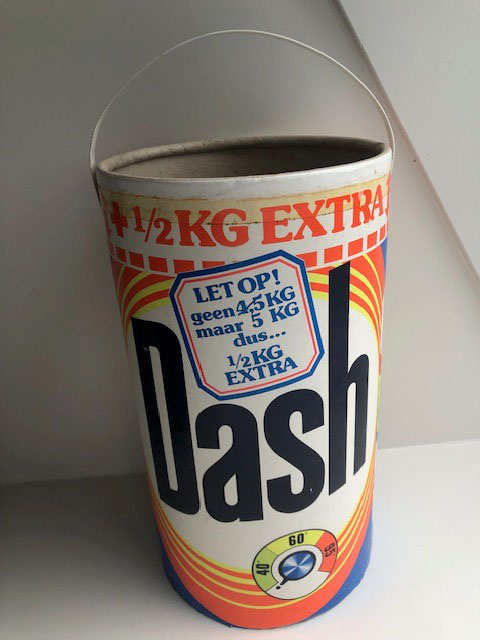 + 1/2 KG EXTRA
LET OP!
geen 4,5 KG
maar 5 KG
dus...
1/2 KG
EXTRA
Dash
40° 60° 95°